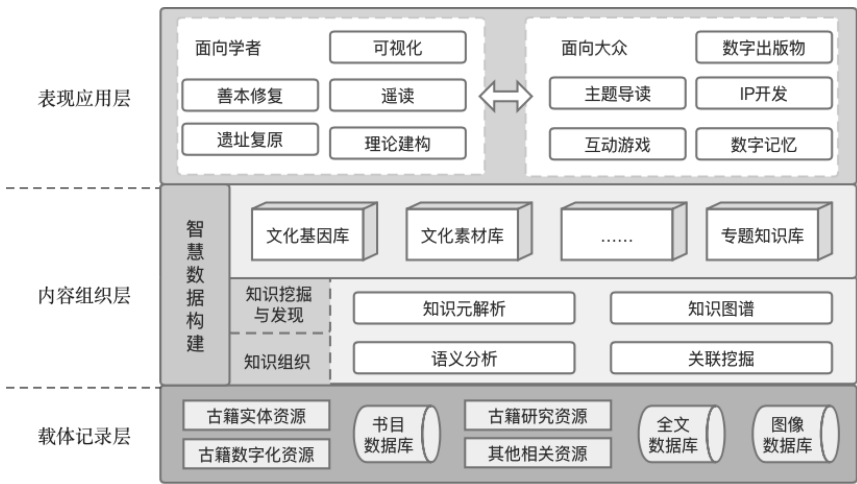 表现应用层
面向学者
可视化
善本修复
遥读
遗址复原
理论建构
面向大众
数字出版物
主题导读
IP开发
互动游戏
数字记忆
内容组织层
智慧数据构建
文化基因库
文化素材库
……
专题知识库
知识挖掘
与发现
知识元解析
知识图谱
知识组织
语义分析
关联挖掘
载体记录层
古籍实体资源
古籍数字化资源
书目
数据库
古籍研究资源
其他相关资源
全文
数据库
图像
数据库